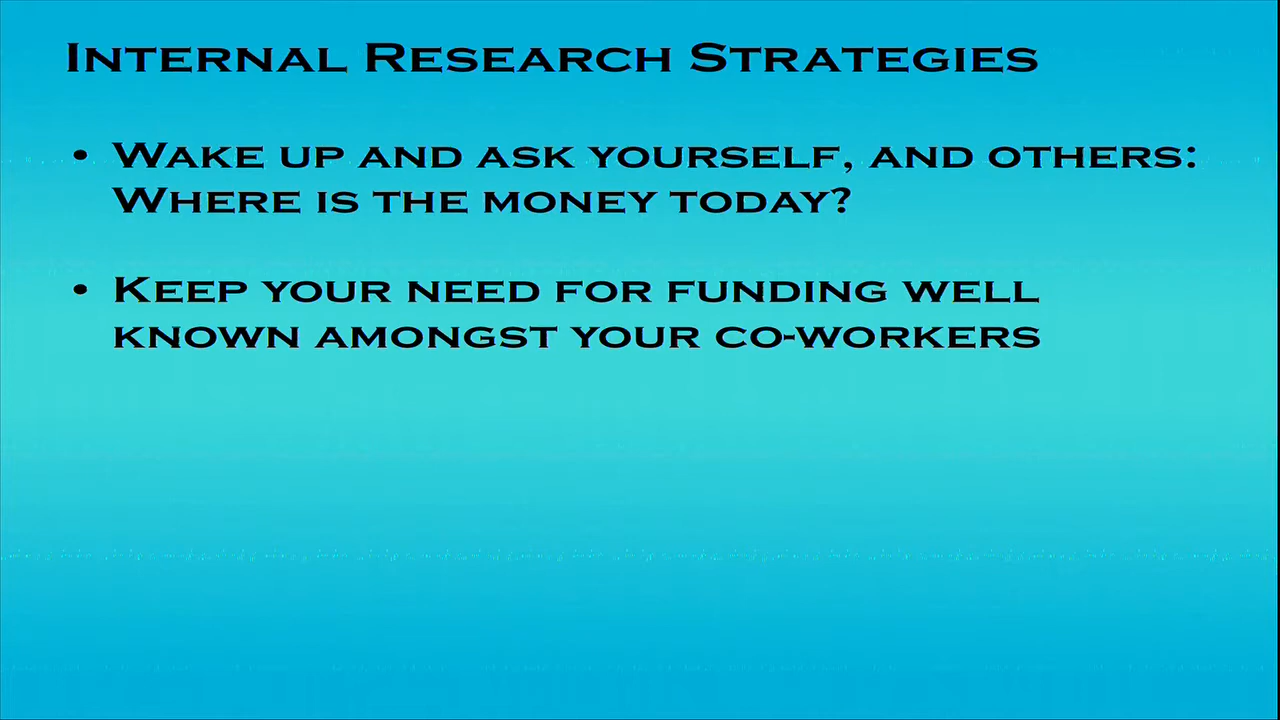 Internal Research Strategies
• Wake up and ask yourself, and others:
Where is the money today?
• Keep your need for funding well
known amongst your co-workers